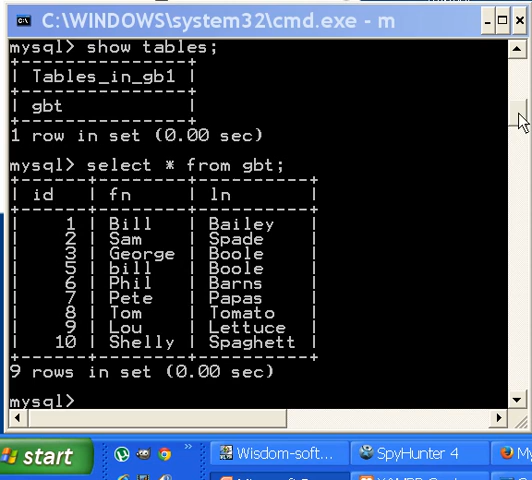 C:\WINDOWS\system32\cmd.exe - m
mysql> show tables;
+---------------+
| Tables_in_gb1 |
+---------------+
| gbt           |
+---------------+
1 row in set (0.00 sec)
mysql> select * from gbt;
+------+--------+----------+
| id   | fn     | ln       |
+------+--------+----------+
|    1 | Bill   | Bailey   |
|    2 | Sam    | Spade    |
|    3 | George | Boole    |
|    5 | bill   | Boole    |
|    6 | Phil   | Barns    |
|    7 | Pete   | Papas    |
|    8 | Tom    | Tomato   |
|    9 | Lou    | Lettuce  |
|   10 | Shelly | Spaghett |
+------+--------+----------+
9 rows in set (0.00 sec)
mysql>
start
Wisdom-soft...
SpyHunter 4